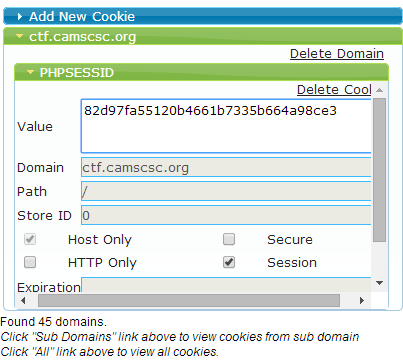 Add New Cookie
ctf.camscsc.org
Delete Domain
PHPSESSID
Delete Cool
Value 82d97fa55120b4661b7335b664a98ce3
Domain ctf.camscsc.org
Path /
Store ID 0
Host Only Secure
HTTP Only Session
Expiration
Found 45 domains.
Click "Sub Domains" link above to view cookies from sub domain
Click "All" link above to view all cookies.